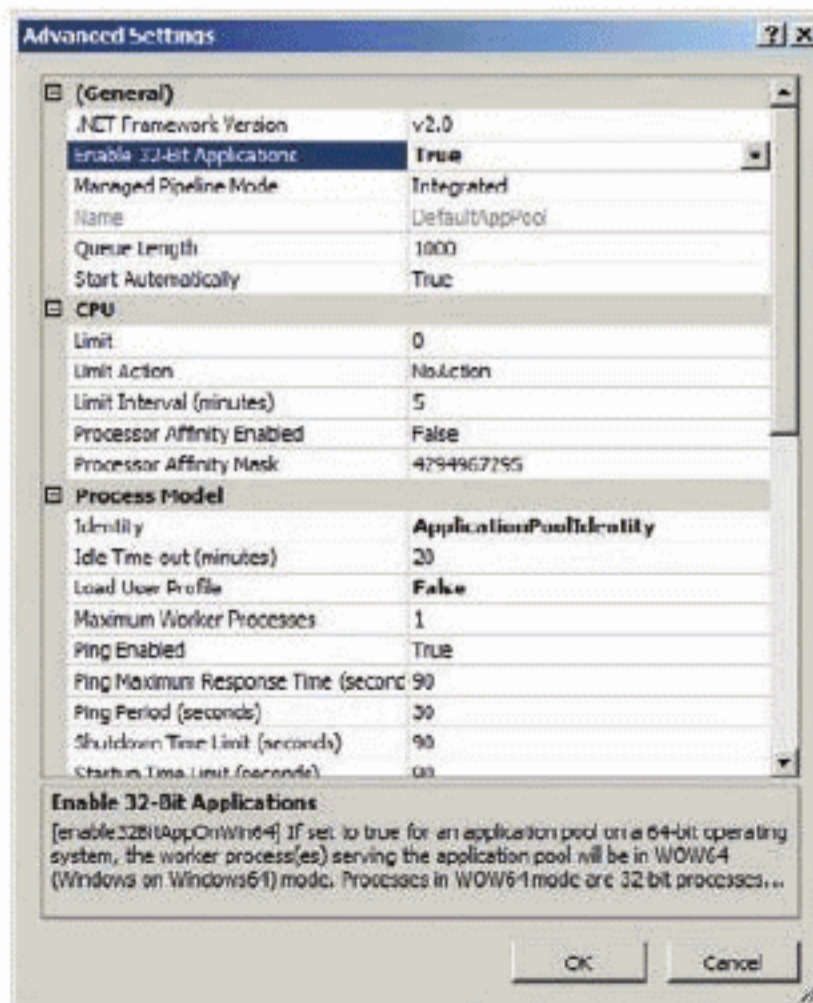 Advanced Settings
(General)
.NET Framework Version v2.0
Enable 32-Bit Applications True
Managed Pipeline Mode Integrated
Name DefaultAppPool
Queue Length 1000
Start Automatically True
CPU
Limit 0
Limit Action NoAction
Limit Interval (minutes) 5
Processor Affinity Enabled False
Processor Affinity Mask 4294967295
Process Model
Identity ApplicationPoolIdentity
Idle Time-out (minutes) 20
Load User Profile False
Maximum Worker Processes 1
Ping Enabled True
Ping Maximum Response Time (second 90
Ping Period (seconds) 30
Shutdown Time Limit (seconds) 90
Startup Time Limit (seconds) 90
Enable 32-Bit Applications
[enable32BitAppOnWin64] If set to true for an application pool on a 64-bit operating
system, the worker process(es) serving the application pool will be in WOW64
(Windows on Windows64) mode. Processes in WOW64 mode are 32 bit processes...
OK Cancel